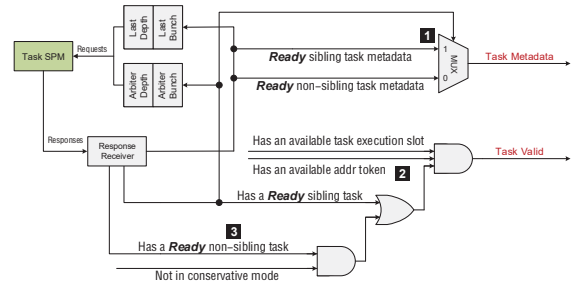 Last
Depth
Last
Bunch
1
Requests
Task SPM
1
Ready sibling task metadata
MUX
Task Metadata
Arbiter
Depth
Arbiter
Bunch
0
Ready non–sibling task metadata
Has an available task execution slot
Responses
Response
Receiver
Task Valid
Has an available addr token
2
Has a Ready sibling task
3
Has a Ready non–sibling task
Not in conservative mode